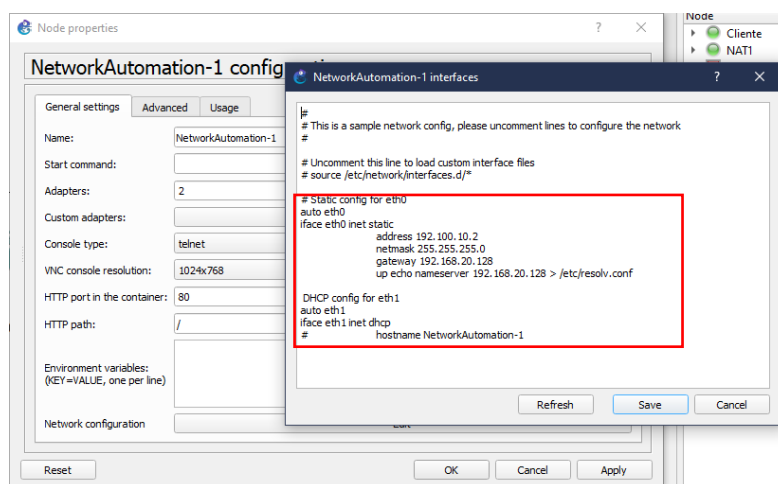 Node properties
?
Node
Cliente
NAT1
NetworkAutomation-1 config
NetworkAutomation-1 interfaces
?
General settings
Advanced
Usage
Name:
NetworkAutomation-1
Start command:
Adapters:
2
Custom adapters:
Console type:
telnet
VNC console resolution:
1024x768
HTTP port in the container:
80
HTTP path:
/
Environment variables:
(KEY=VALUE, one per line)
Network configuration
#
# This is a sample network config, please uncomment lines to configure the network
#
# Uncomment this line to load custom interface files
# source /etc/network/interfaces.d/*
# Static config for eth0
auto eth0
iface eth0 inet static
address 192.100.10.2
netmask 255.255.255.0
gateway 192.168.20.128
up echo nameserver 192.168.20.128 > /etc/resolv.conf
DHCP config for eth1
auto eth1
iface eth1 inet dhcp
# hostname NetworkAutomation-1
Refresh
Save
Cancel
Reset
OK
Cancel
Apply